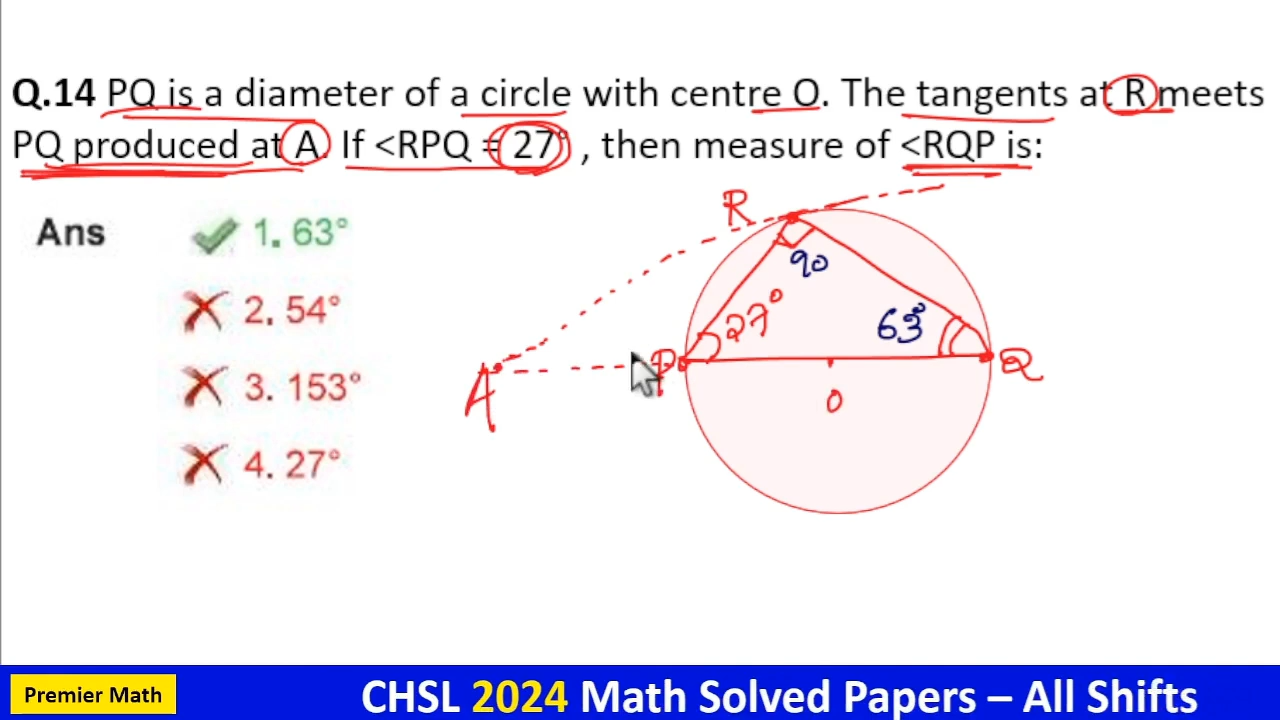 Q.14 PQ is a diameter of a circle with centre O. The tangents at R meets
PQ produced at A. If <RPQ = 27° , then measure of <RQP is:
Ans
1. 63°
2. 54°
3. 153°
4. 27°
R
90
27°
63°
A
P
Q
O
Premier Math
CHSL 2024 Math Solved Papers – All Shifts